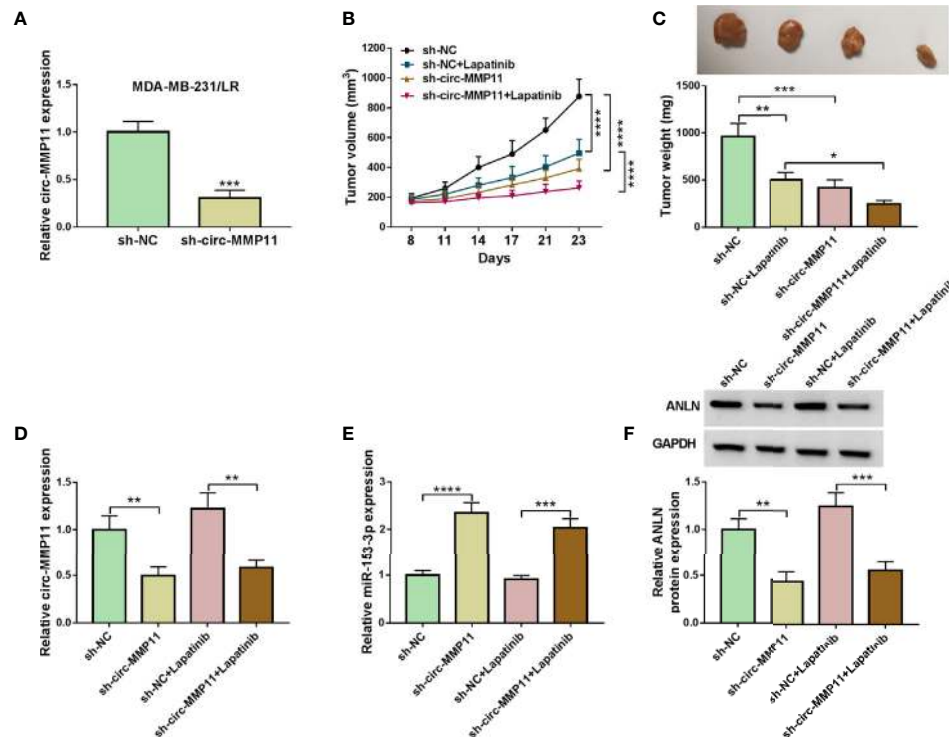 A
Relative circ-MMP11 expression
MDA-MB-231/LR
1.5
1.0
0.5
0.0
***
sh-NC
sh-circ-MMP11
B
Tumor volume (mm³)
1200
1000
800
600
400
200
0
sh-NC
sh-NC+Lapatinib
sh-circ-MMP11
sh-circ-MMP11+Lapatinib
****
****
****
8 11 14 17 21 23
Days
C
Tumor weight (mg)
1500
1000
500
0
***
**
*
sh-NC
sh-NC+Lapatinib
sh-circ-MMP11
sh-circ-MMP11+Lapatinib
D
Relative circ-MMP11 expression
1.5
1.0
0.5
0.0
**
**
sh-NC
sh-circ-MMP11
sh-NC+Lapatinib
sh-circ-MMP11+Lapatinib
E
Relative miR-153-3p expression
3
2
1
0
****
***
sh-NC
sh-circ-MMP11
sh-NC+Lapatinib
sh-circ-MMP11+Lapatinib
F
sh-NC
sh-circ-MMP11
sh-NC+Lapatinib
sh-circ-MMP11+Lapatinib
ANLN
GAPDH
Relative ANLN
protein expression
1.5
1.0
0.5
0.0
**
***
sh-NC
sh-circ-MMP11
sh-NC+Lapatinib
sh-circ-MMP11+Lapatinib